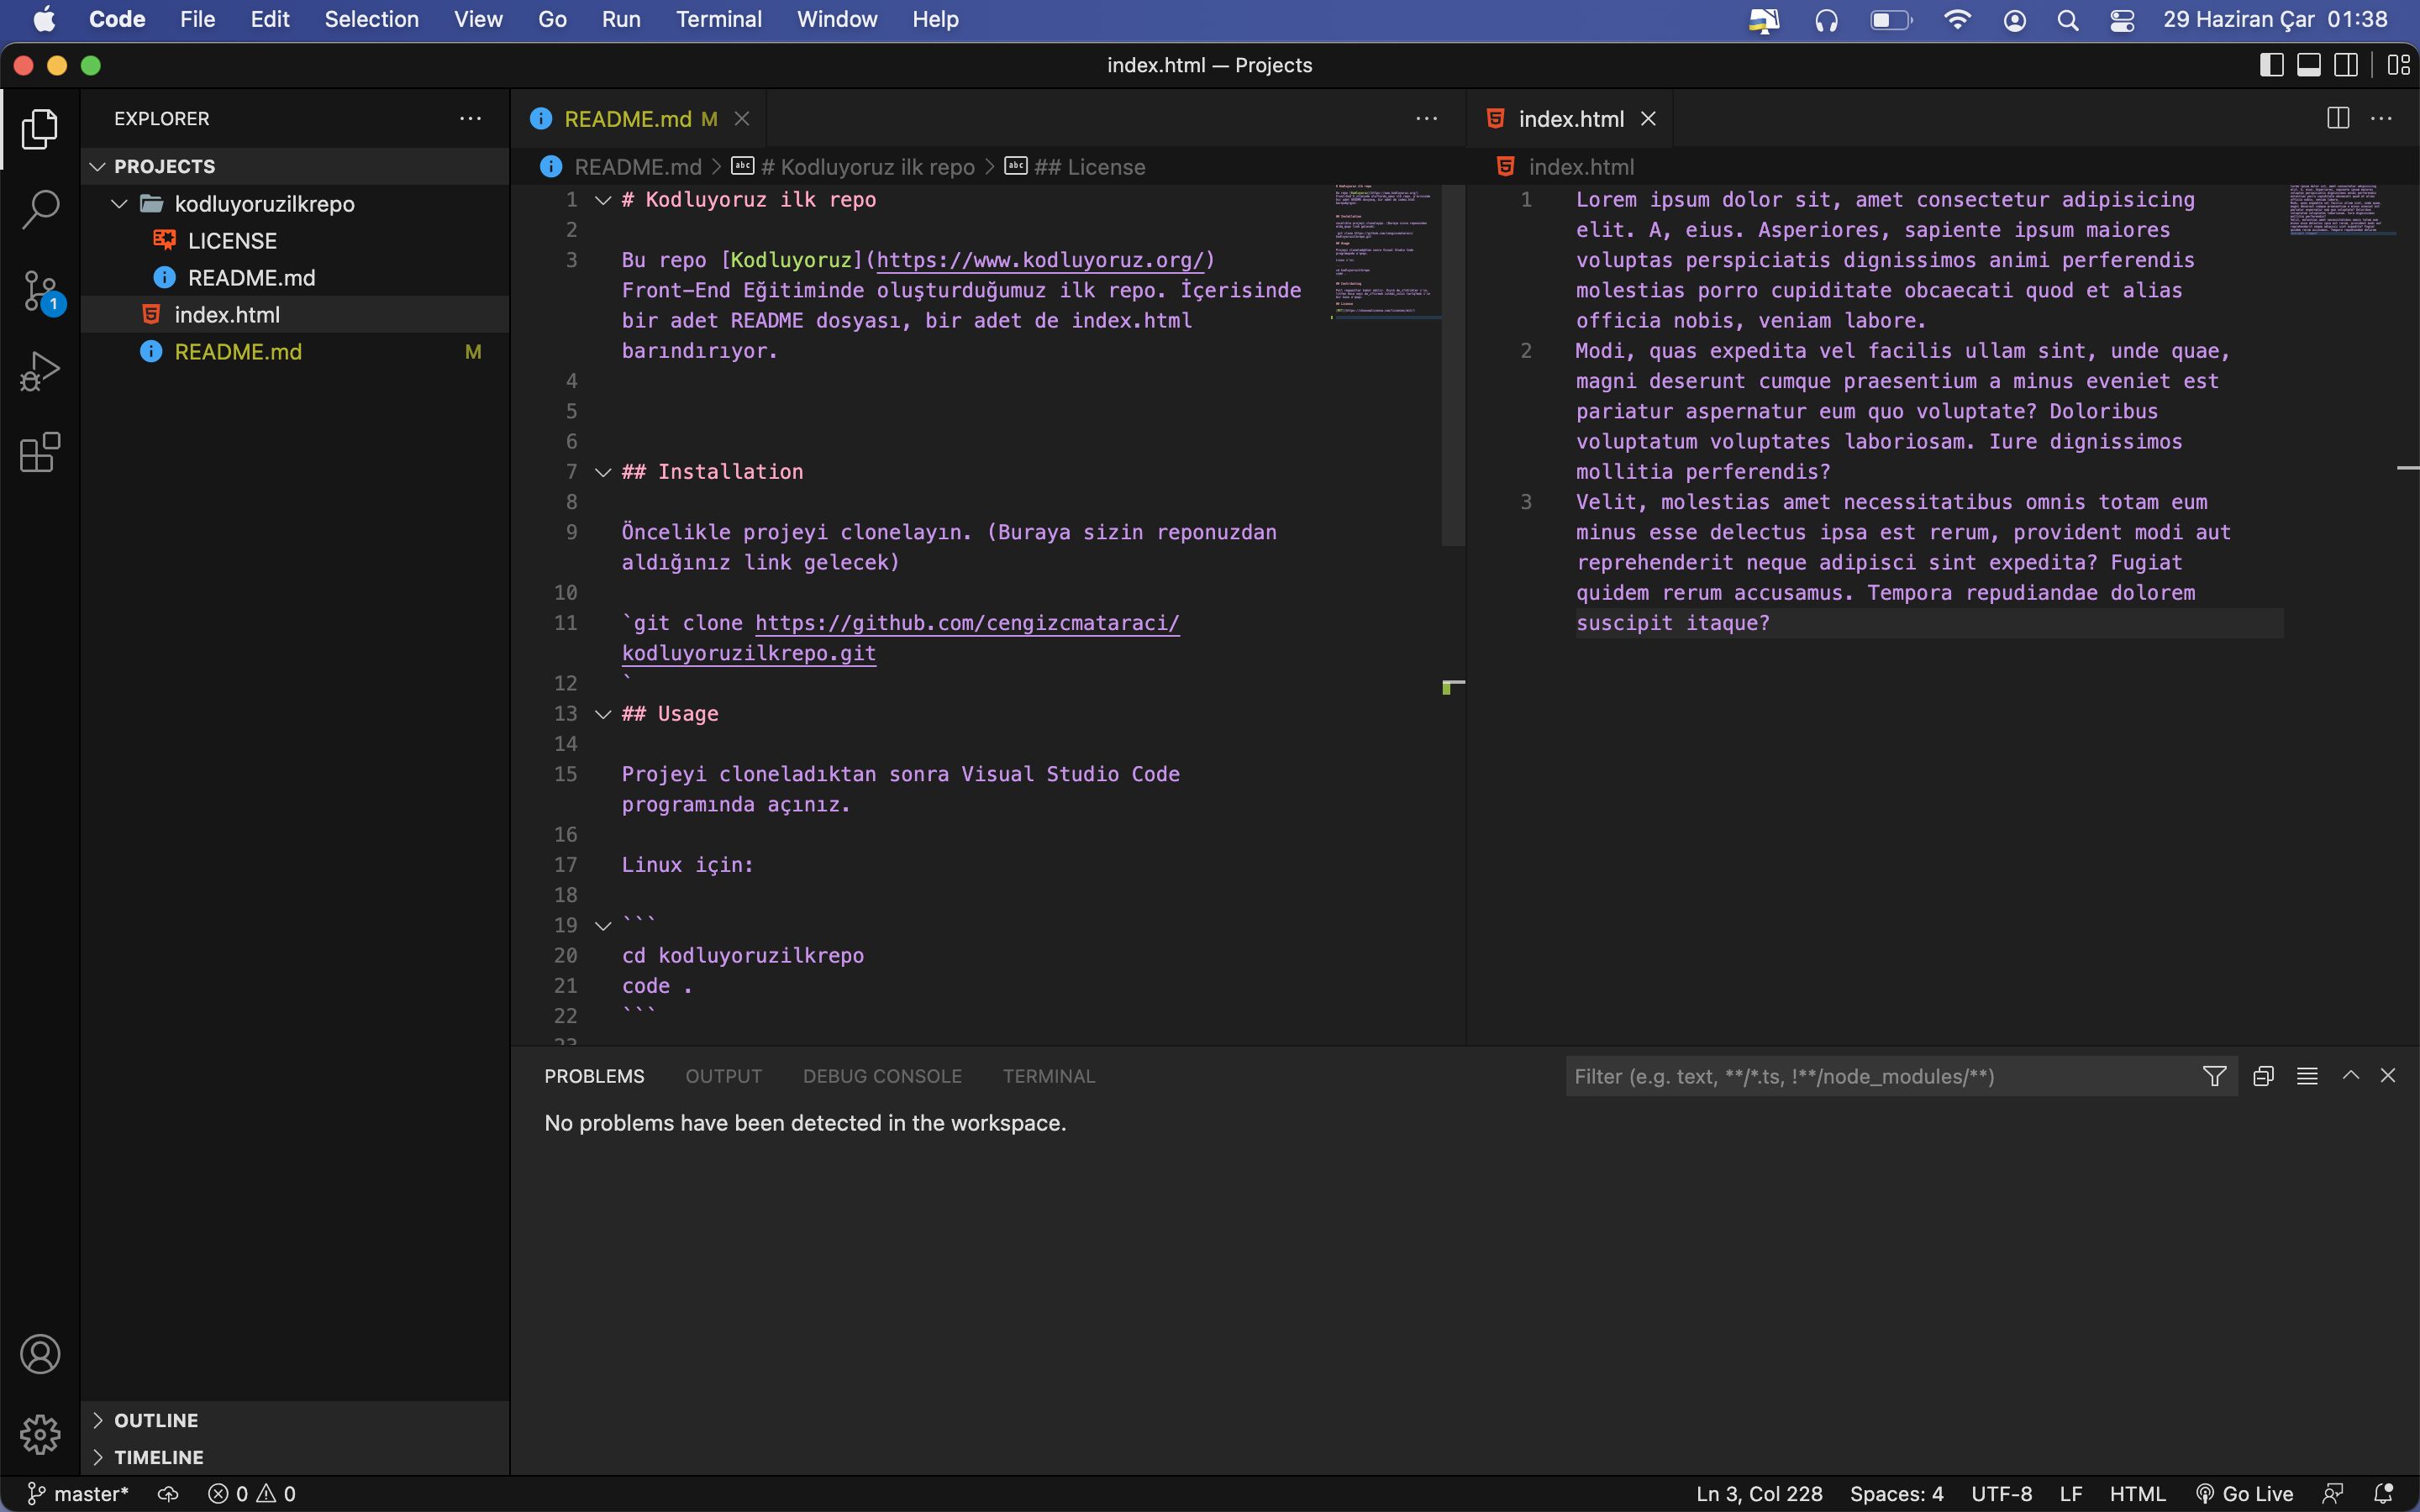 Code File Edit Selection View Go Run Terminal Window Help 29 Haziran Çar 01:38
index.html — Projects
EXPLORER
PROJECTS
kodluyoruzilkrepo
LICENSE
README.md
index.html
README.md M
1
README.md M
README.md > # Kodluyoruz ilk repo > ## License
1 # Kodluyoruz ilk repo
2
3 Bu repo [Kodluyoruz](https://www.kodluyoruz.org/)
Front-End Eğitiminde oluşturduğumuz ilk repo. İçerisinde
bir adet README dosyası, bir adet de index.html
barındırıyor.
4
5
6
7 ## Installation
8
9 Öncelikle projeyi clonelayın. (Buraya sizin reponuzdan
aldığınız link gelecek)
10
11 `git clone https://github.com/cengizcmataraci/
kodluyoruzilkrepo.git
12 `
13 ## Usage
14
15 Projeyi cloneladıktan sonra Visual Studio Code
programında açınız.
16
17 Linux için:
18
19 ```
20 cd kodluyoruzilkrepo
21 code .
22 ```
23
index.html
index.html
1 Lorem ipsum dolor sit, amet consectetur adipisicing
elit. A, eius. Asperiores, sapiente ipsum maiores
voluptas perspiciatis dignissimos animi perferendis
molestias porro cupiditate obcaecati quod et alias
officia nobis, veniam labore.
2 Modi, quas expedita vel facilis ullam sint, unde quae,
magni deserunt cumque praesentium a minus eveniet est
pariatur aspernatur eum quo voluptate? Doloribus
voluptatum voluptates laboriosam. Iure dignissimos
mollitia perferendis?
3 Velit, molestias amet necessitatibus omnis totam eum
minus esse delectus ipsa est rerum, provident modi aut
reprehenderit neque adipisci sint expedita? Fugiat
quidem rerum accusamus. Tempora repudiandae dolorem
suscipit itaque?
PROBLEMS OUTPUT DEBUG CONSOLE TERMINAL Filter (e.g. text, **/*.ts, !**/node_modules/**)
No problems have been detected in the workspace.
OUTLINE
TIMELINE
master* 0 0 Ln 3, Col 228 Spaces: 4 UTF-8 LF HTML Go Live